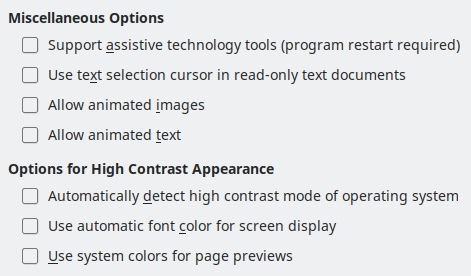 Miscellaneous Options
Support assistive technology tools (program restart required)
Use text selection cursor in read-only text documents
Allow animated images
Allow animated text
Options for High Contrast Appearance
Automatically detect high contrast mode of operating system
Use automatic font color for screen display
Use system colors for page previews